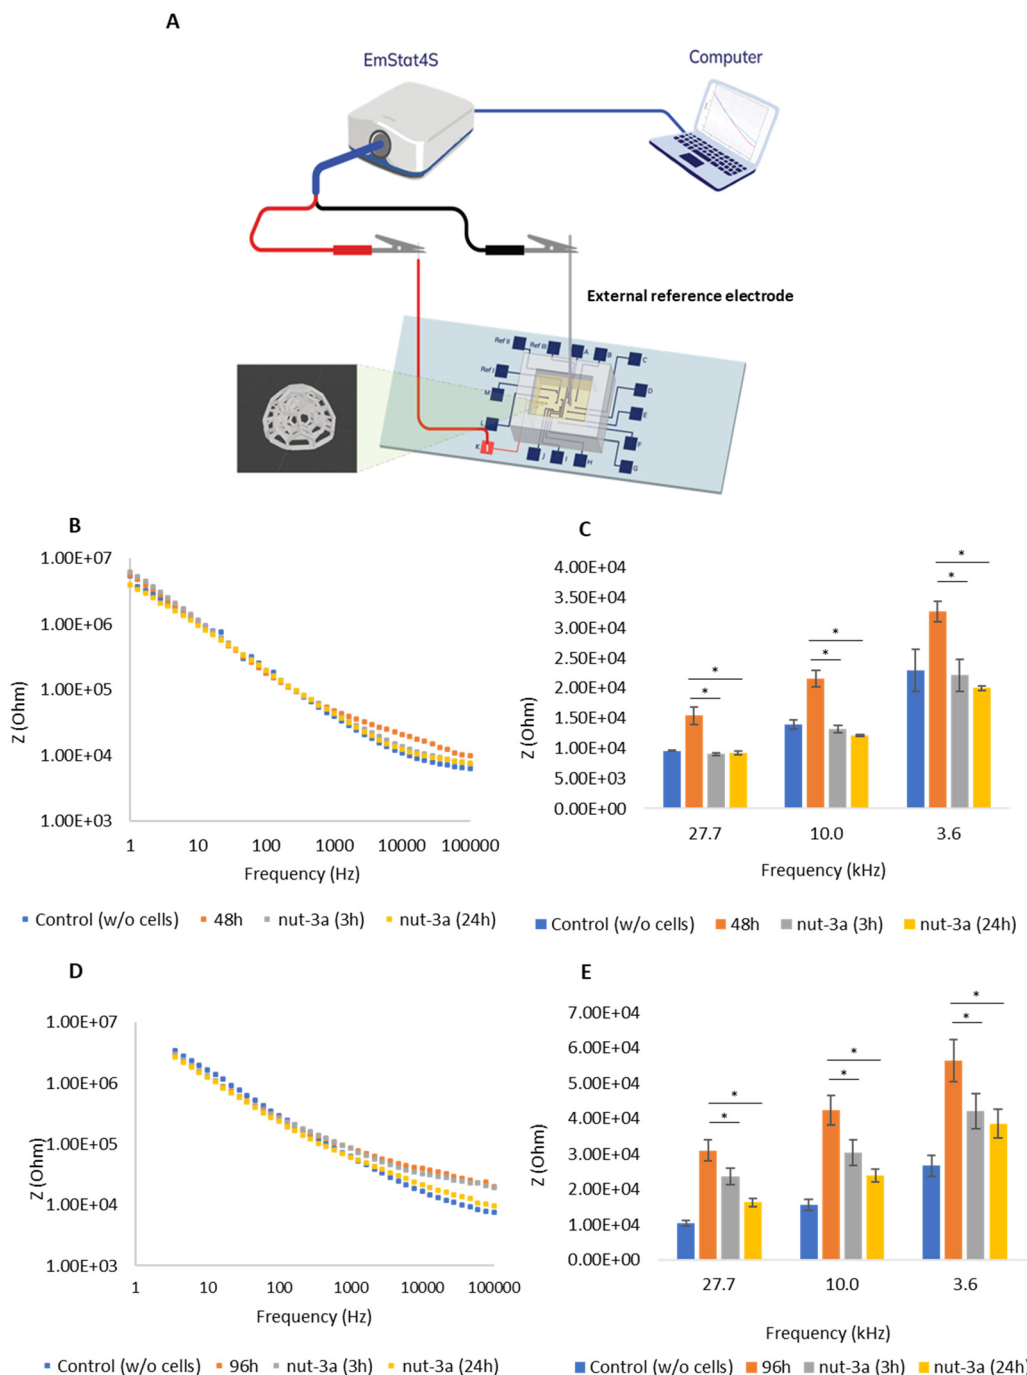 A
EmStat4S
Computer
External reference electrode
Ref II
Ref III
A
B
C
Ref I
D
M
E
L
F
K
J
I
H
G
B
1.00E+07
1.00E+06
1.00E+05
1.00E+04
1.00E+03
Z (Ohm)
1 10 100 1000 10000 100000
Frequency (Hz)
Control (w/o cells) 48h nut-3a (3h) nut-3a (24h)
C
4.00E+04
3.50E+04
3.00E+04
2.50E+04
2.00E+04
1.50E+04
1.00E+04
5.00E+03
0.00E+00
Z (Ohm)
* * * * * *
27.7 10.0 3.6
Frequency (kHz)
Control (w/o cells) 48h nut-3a (3h) nut-3a (24h)
D
1.00E+07
1.00E+06
1.00E+05
1.00E+04
1.00E+03
Z (Ohm)
1 10 100 1000 10000 100000
Frequency (Hz)
Control (w/o cells) 96h nut-3a (3h) nut-3a (24h)
E
7.00E+04
6.00E+04
5.00E+04
4.00E+04
3.00E+04
2.00E+04
1.00E+04
0.00E+00
Z (Ohm)
* * * * * *
27.7 10.0 3.6
Frequency (kHz)
Control (w/o cells) 96h nut-3a (3h) nut-3a (24h)